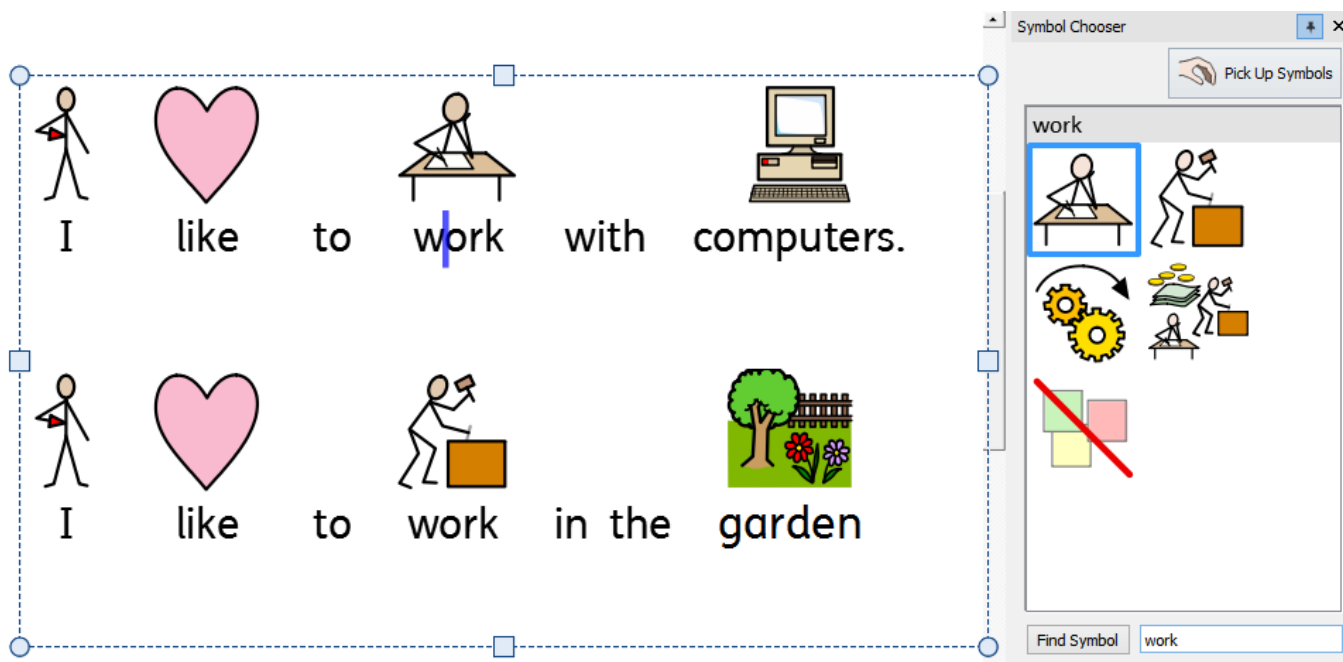 Symbol Chooser
Pick Up Symbols
work
I like to work with computers.
I like to work in the garden
Find Symbol work